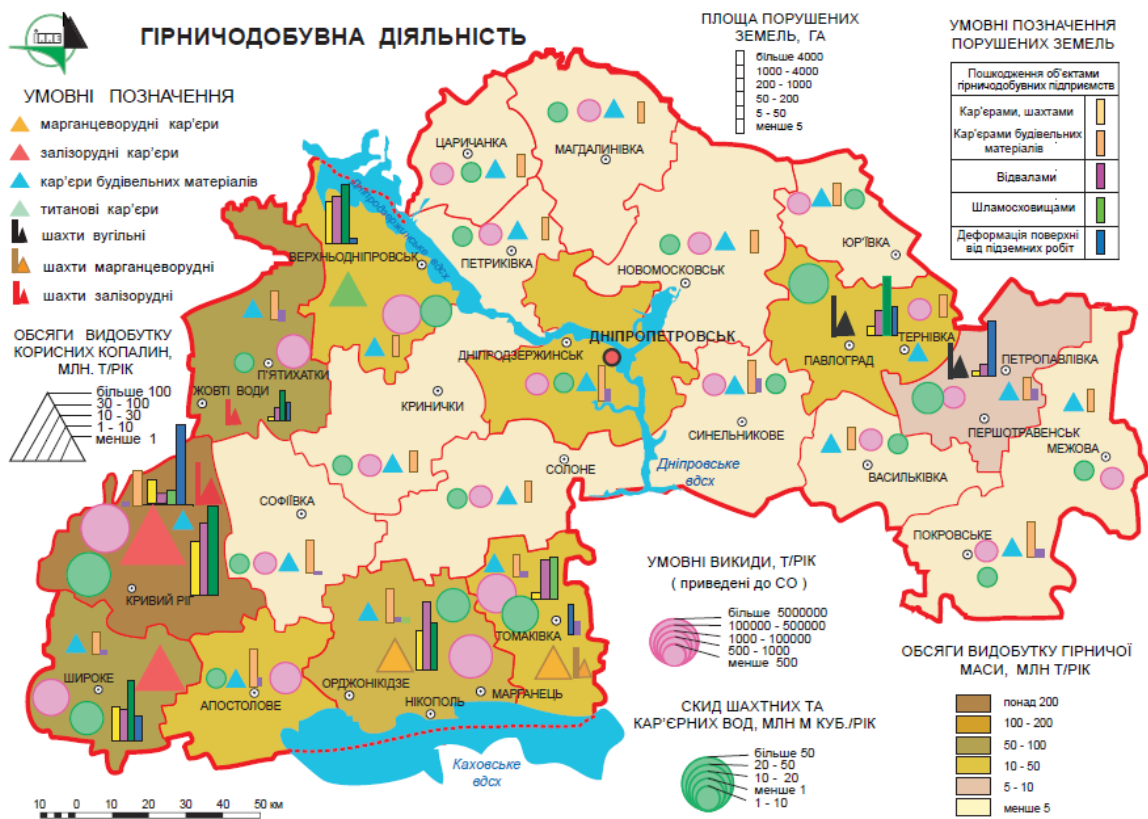 ГІРНИЧОДОБУВНА ДІЯЛЬНІСТЬ
УМОВНІ ПОЗНАЧЕННЯ
марганцеворудні кар'єри
залізорудні кар'єри
кар'єри будівельних матеріалів
титанові кар'єри
шахти вугільні
шахти марганцеворудні
шахти залізорудні
ОБСЯГИ ВИДОБУТКУ
КОРИСНИХ КОПАЛИН,
МЛН. Т/РІК
більше 100
30 - 100
10 - 30
1 - 10
менше 1
ПЛОЩА ПОРУШЕНИХ
ЗЕМЕЛЬ, ГА
більше 4000
1000 - 4000
200 - 1000
50 - 200
5 - 50
менше 5
УМОВНІ ПОЗНАЧЕННЯ
ПОРУШЕНИХ ЗЕМЕЛЬ
Пошкодження об'єктами
гірничодобувних підприємств
Кар'єрами, шахтами
Кар'єрами будівельних
матеріалів
Відвалами
Шламосховищами
Деформація поверхні
від підземних робіт
ЦАРИЧАНКА
МАГДАЛИНІВКА
Дніпродзержинське
вдсх
ВЕРХНЬОДНІПРОВСЬК
ПЕТРИКІВКА
НОВОМОСКОВСЬК
ЮР'ЇВКА
ДНІПРОПЕТРОВСЬК
ДНІПРОДЗЕРЖИНСЬК
ПАВЛОГРАД
ТЕРНІВКА
ПЕТРОПАВЛІВКА
П'ЯТИХАТКИ
ЖОВТІ ВОДИ
КРИНИЧКИ
СИНЕЛЬНИКОВЕ
ПЕРШОТРАВЕНСЬК
МЕЖОВА
ВАСИЛЬКІВКА
СОЛОНЕ
Дніпровське
вдсх
СОФІЇВКА
ПОКРОВСЬКЕ
КРИВИЙ РІГ
ТОМАКІВКА
ШИРОКЕ
АПОСТОЛОВЕ
ОРДЖОНІКІДЗЕ
НІКОПОЛЬ
МАРГАНЕЦЬ
Каховське
вдсх
УМОВНІ ВИКИДИ, Т/РІК
( приведені до СО )
більше 5000000
100000 - 500000
1000 - 100000
500 - 1000
менше 500
СКИД ШАХТНИХ ТА
КАР'ЄРНИХ ВОД, МЛН М КУБ./РІК
більше 50
20 - 50
10 - 20
менше 1
1 - 10
ОБСЯГИ ВИДОБУТКУ ГІРНИЧОЇ
МАСИ, МЛН Т/РІК
понад 200
100 - 200
50 - 100
10 - 50
5 - 10
менше 5
10 0 10 20 30 40 50 км